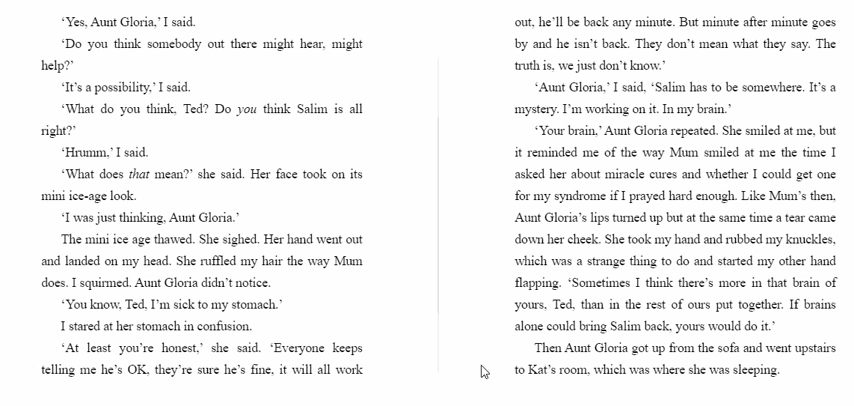 ‘Yes, Aunt Gloria,’ I said.
‘Do you think somebody out there might hear, might
help?’
‘It’s a possibility,’ I said.
‘What do you think, Ted? Do you think Salim is all
right?’
‘Hrumm,’ I said.
‘What does that mean?’ she said. Her face took on its
mini ice-age look.
‘I was just thinking, Aunt Gloria.’
The mini ice age thawed. She sighed. Her hand went out
and landed on my head. She ruffled my hair the way Mum
does. I squirmed. Aunt Gloria didn’t notice.
‘You know, Ted, I’m sick to my stomach.’
I stared at her stomach in confusion.
‘At least you’re honest,’ she said. ‘Everyone keeps
telling me he’s OK, they’re sure he’s fine, it will all work
out, he’ll be back any minute. But minute after minute goes
by and he isn’t back. They don’t mean what they say. The
truth is, we just don’t know.’
‘Aunt Gloria,’ I said, ‘Salim has to be somewhere. It’s a
mystery. I’m working on it. In my brain.’
‘Your brain,’ Aunt Gloria repeated. She smiled at me, but
it reminded me of the way Mum smiled at me the time I
asked her about miracle cures and whether I could get one
for my syndrome if I prayed hard enough. Like Mum’s then,
Aunt Gloria’s lips turned up but at the same time a tear came
down her cheek. She took my hand and rubbed my knuckles,
which was a strange thing to do and started my other hand
flapping. ‘Sometimes I think there’s more in that brain of
yours, Ted, than in the rest of ours put together. If brains
alone could bring Salim back, yours would do it.’
Then Aunt Gloria got up from the sofa and went upstairs
to Kat’s room, which was where she was sleeping.